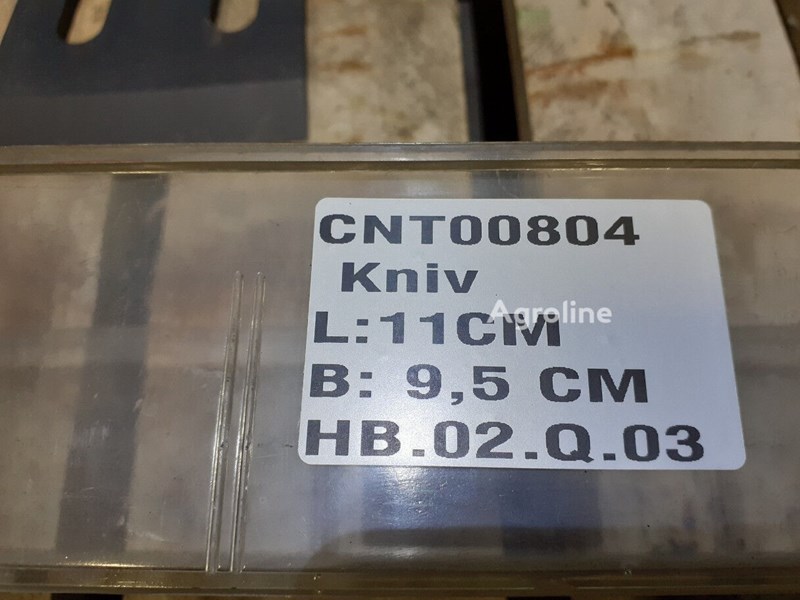 CNT00804
Kniv
Agroline
L:11CM
B: 9,5 CM
HB.02.Q.03